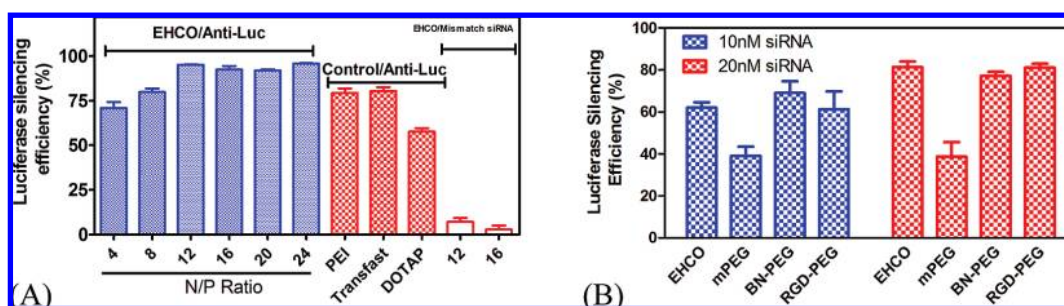 EHCO/Anti-Luc
EHCO/Mismatch siRNA
Control/Anti-Luc
Luciferase silencing
efficiency (%)
100
75
50
25
0
4
8
12
16
20
24
PEI
Transfast
DOTAP
12
16
N/P Ratio
(A)
10nM siRNA
20nM siRNA
Luciferase Silencing
Efficiency (%)
100
80
60
40
20
0
EHCO
mPEG
BN-PEG
RGD-PEG
EHCO
mPEG
BN-PEG
RGD-PEG
(B)